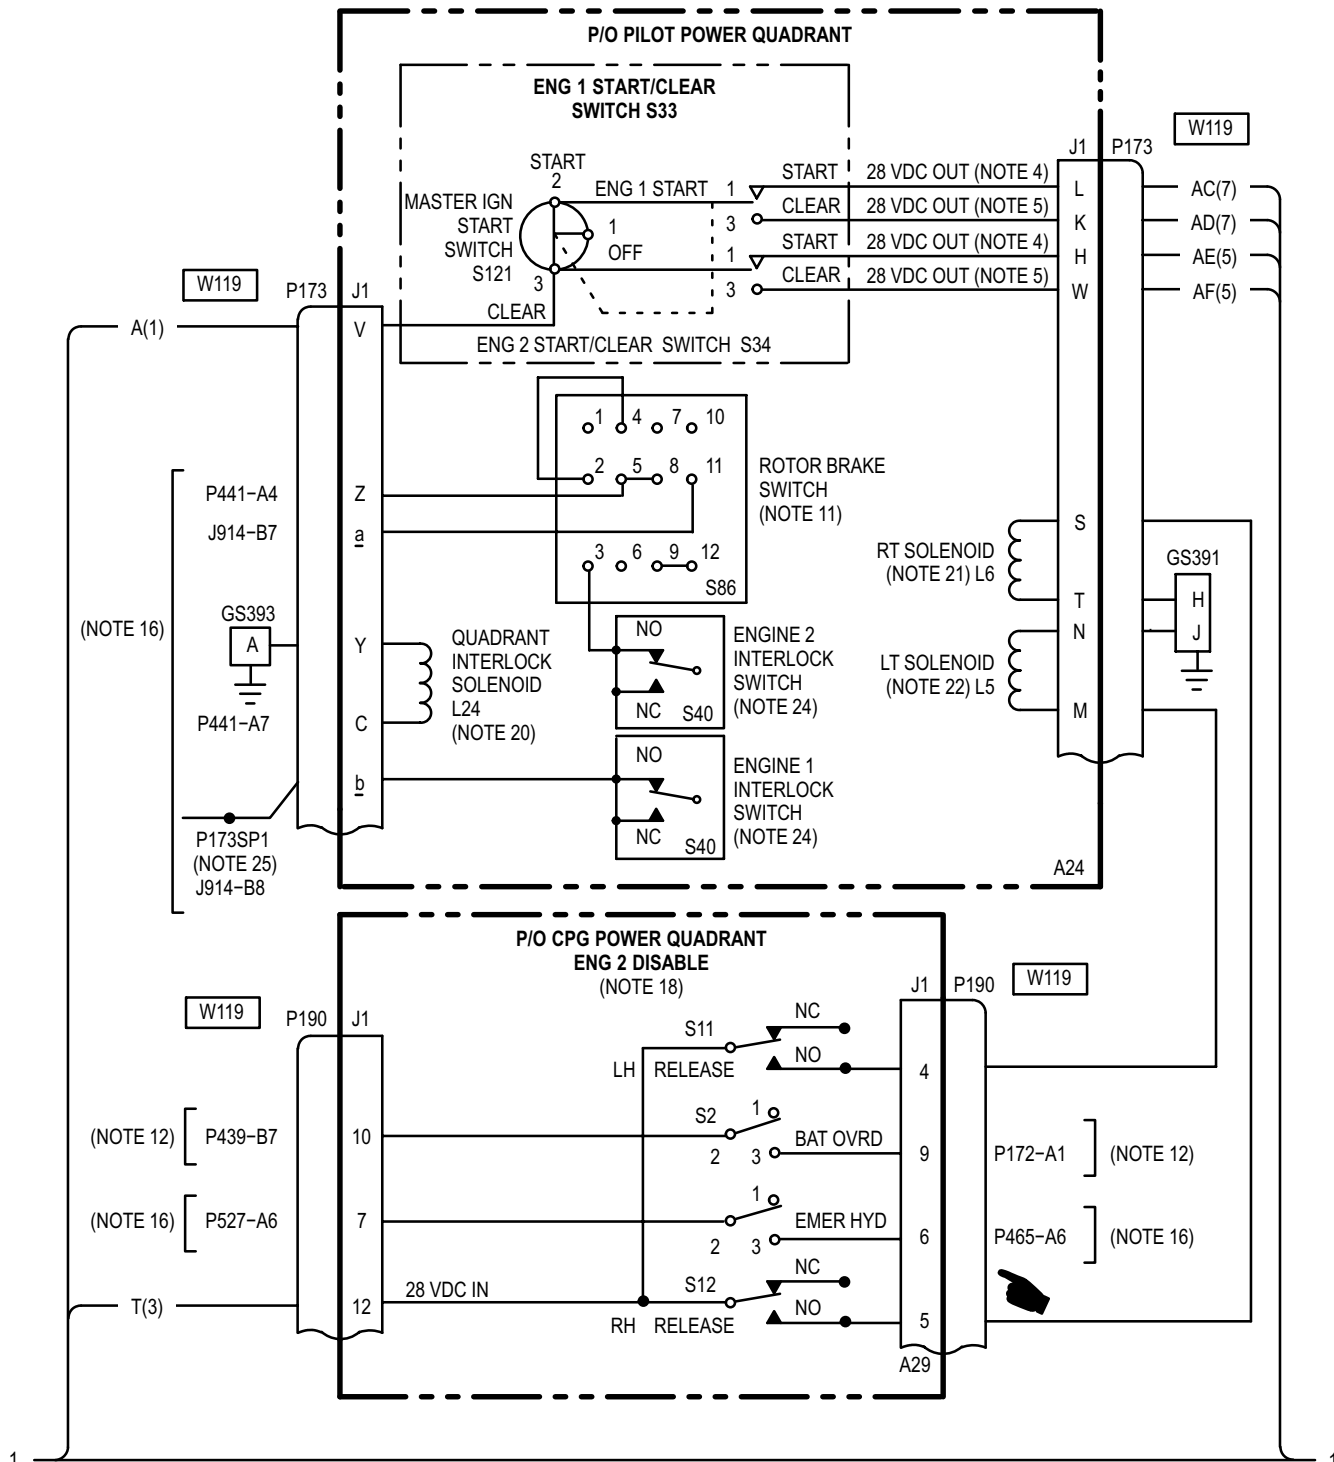 P/O PILOT POWER QUADRANT
ENG 1 START/CLEAR
SWITCH S33
W119
J1
P173
START
2
MASTER IGN
START
SWITCH
S121
ENG 1 START
1
OFF
3
CLEAR
1
START
28 VDC OUT (NOTE 4)
L
AC(7)
3
CLEAR
28 VDC OUT (NOTE 5)
K
AD(7)
1
START
28 VDC OUT (NOTE 4)
H
AE(5)
3
CLEAR
28 VDC OUT (NOTE 5)
W
AF(5)
ENG 2 START/CLEAR SWITCH S34
W119
P173
J1
A(1)
V
1 4 7 10
2 5 8 11
3 6 9 12
S86
ROTOR BRAKE
SWITCH
(NOTE 11)
P441−A4
Z
J914−B7
a
(NOTE 16)
GS393
A
Y
P441−A7
C
b
P173SP1
(NOTE 25)
J914−B8
QUADRANT
INTERLOCK
SOLENOID
L24
(NOTE 20)
NO
NC
S40
ENGINE 2
INTERLOCK
SWITCH
(NOTE 24)
NO
NC
S40
ENGINE 1
INTERLOCK
SWITCH
(NOTE 24)
RT SOLENOID
(NOTE 21) L6
S
T
LT SOLENOID
(NOTE 22) L5
N
M
GS391
H
J
A24
P/O CPG POWER QUADRANT
ENG 2 DISABLE
(NOTE 18)
W119
P190
J1
J1
P190
W119
S11
NC
NO
LH RELEASE
4
(NOTE 12)
P439−B7
10
S2
1
2
3
BAT OVRD
9
P172−A1
(NOTE 12)
(NOTE 16)
P527−A6
7
1
2
3
EMER HYD
6
P465−A6
(NOTE 16)
T(3)
12
28 VDC IN
S12
NC
NO
RH RELEASE
5
A29
1
1